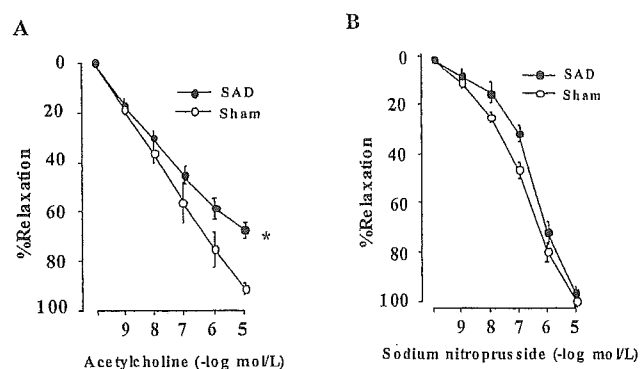 A
0
20
40
60
80
100
%Relaxation
SAD
Sham
*
9 8 7 6 5
Acetylcholine (-log mol/L)
B
0
20
40
60
80
100
%Relaxation
SAD
Sham
9 8 7 6 5
Sodium nitroprusside (-log mol/L)